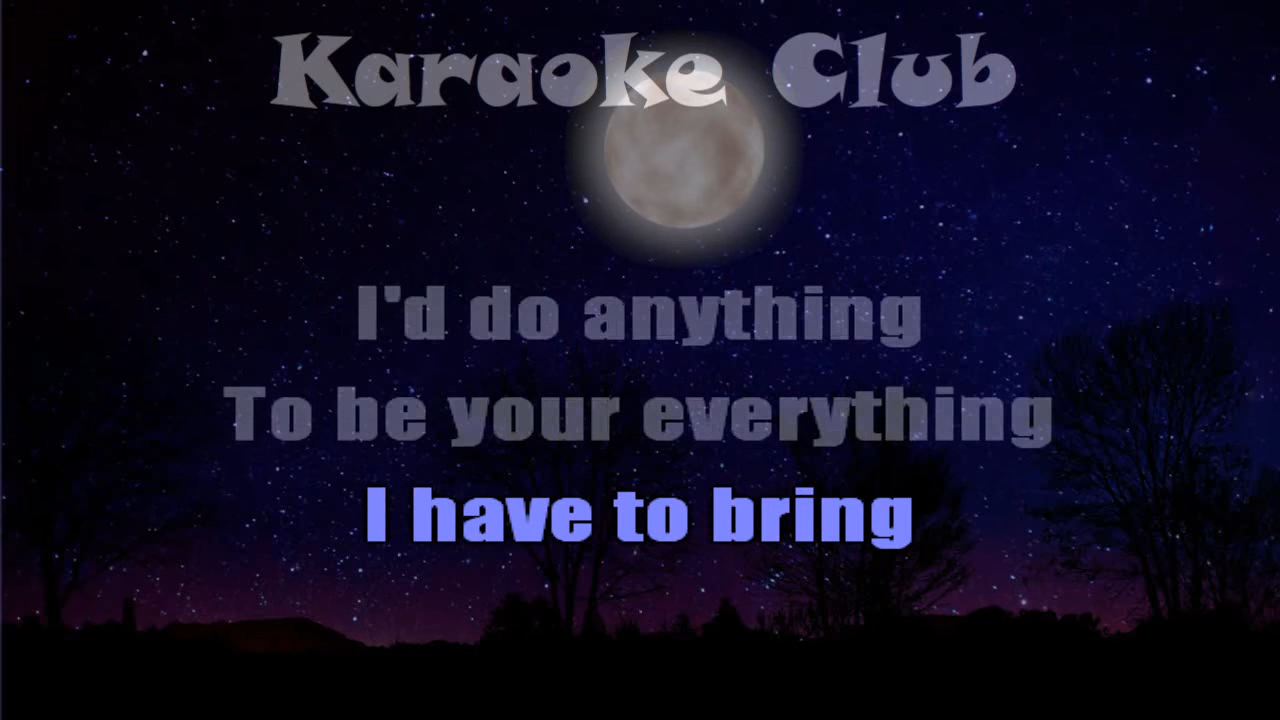 Karaoke Club
I'd do anything
To be your everything
I have to bring